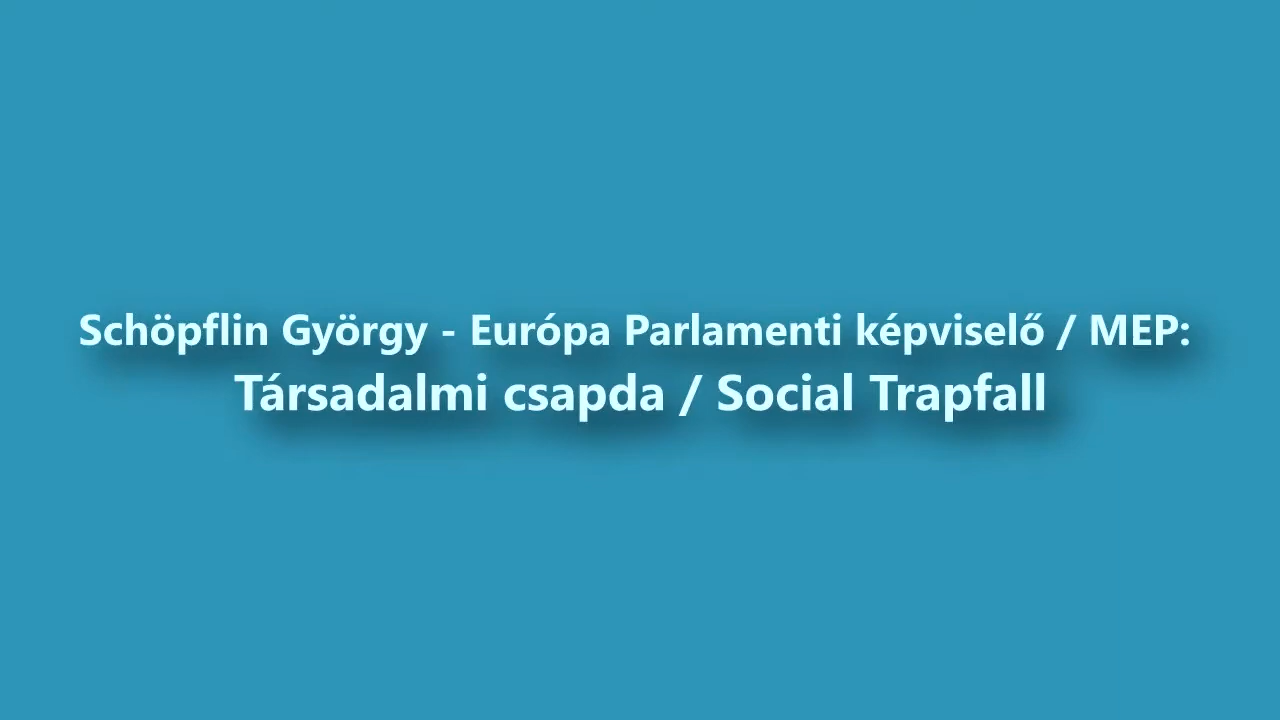 Schöpflin György - Európa Parlamenti képviselő / MEP:
Társadalmi csapda / Social Trapfall